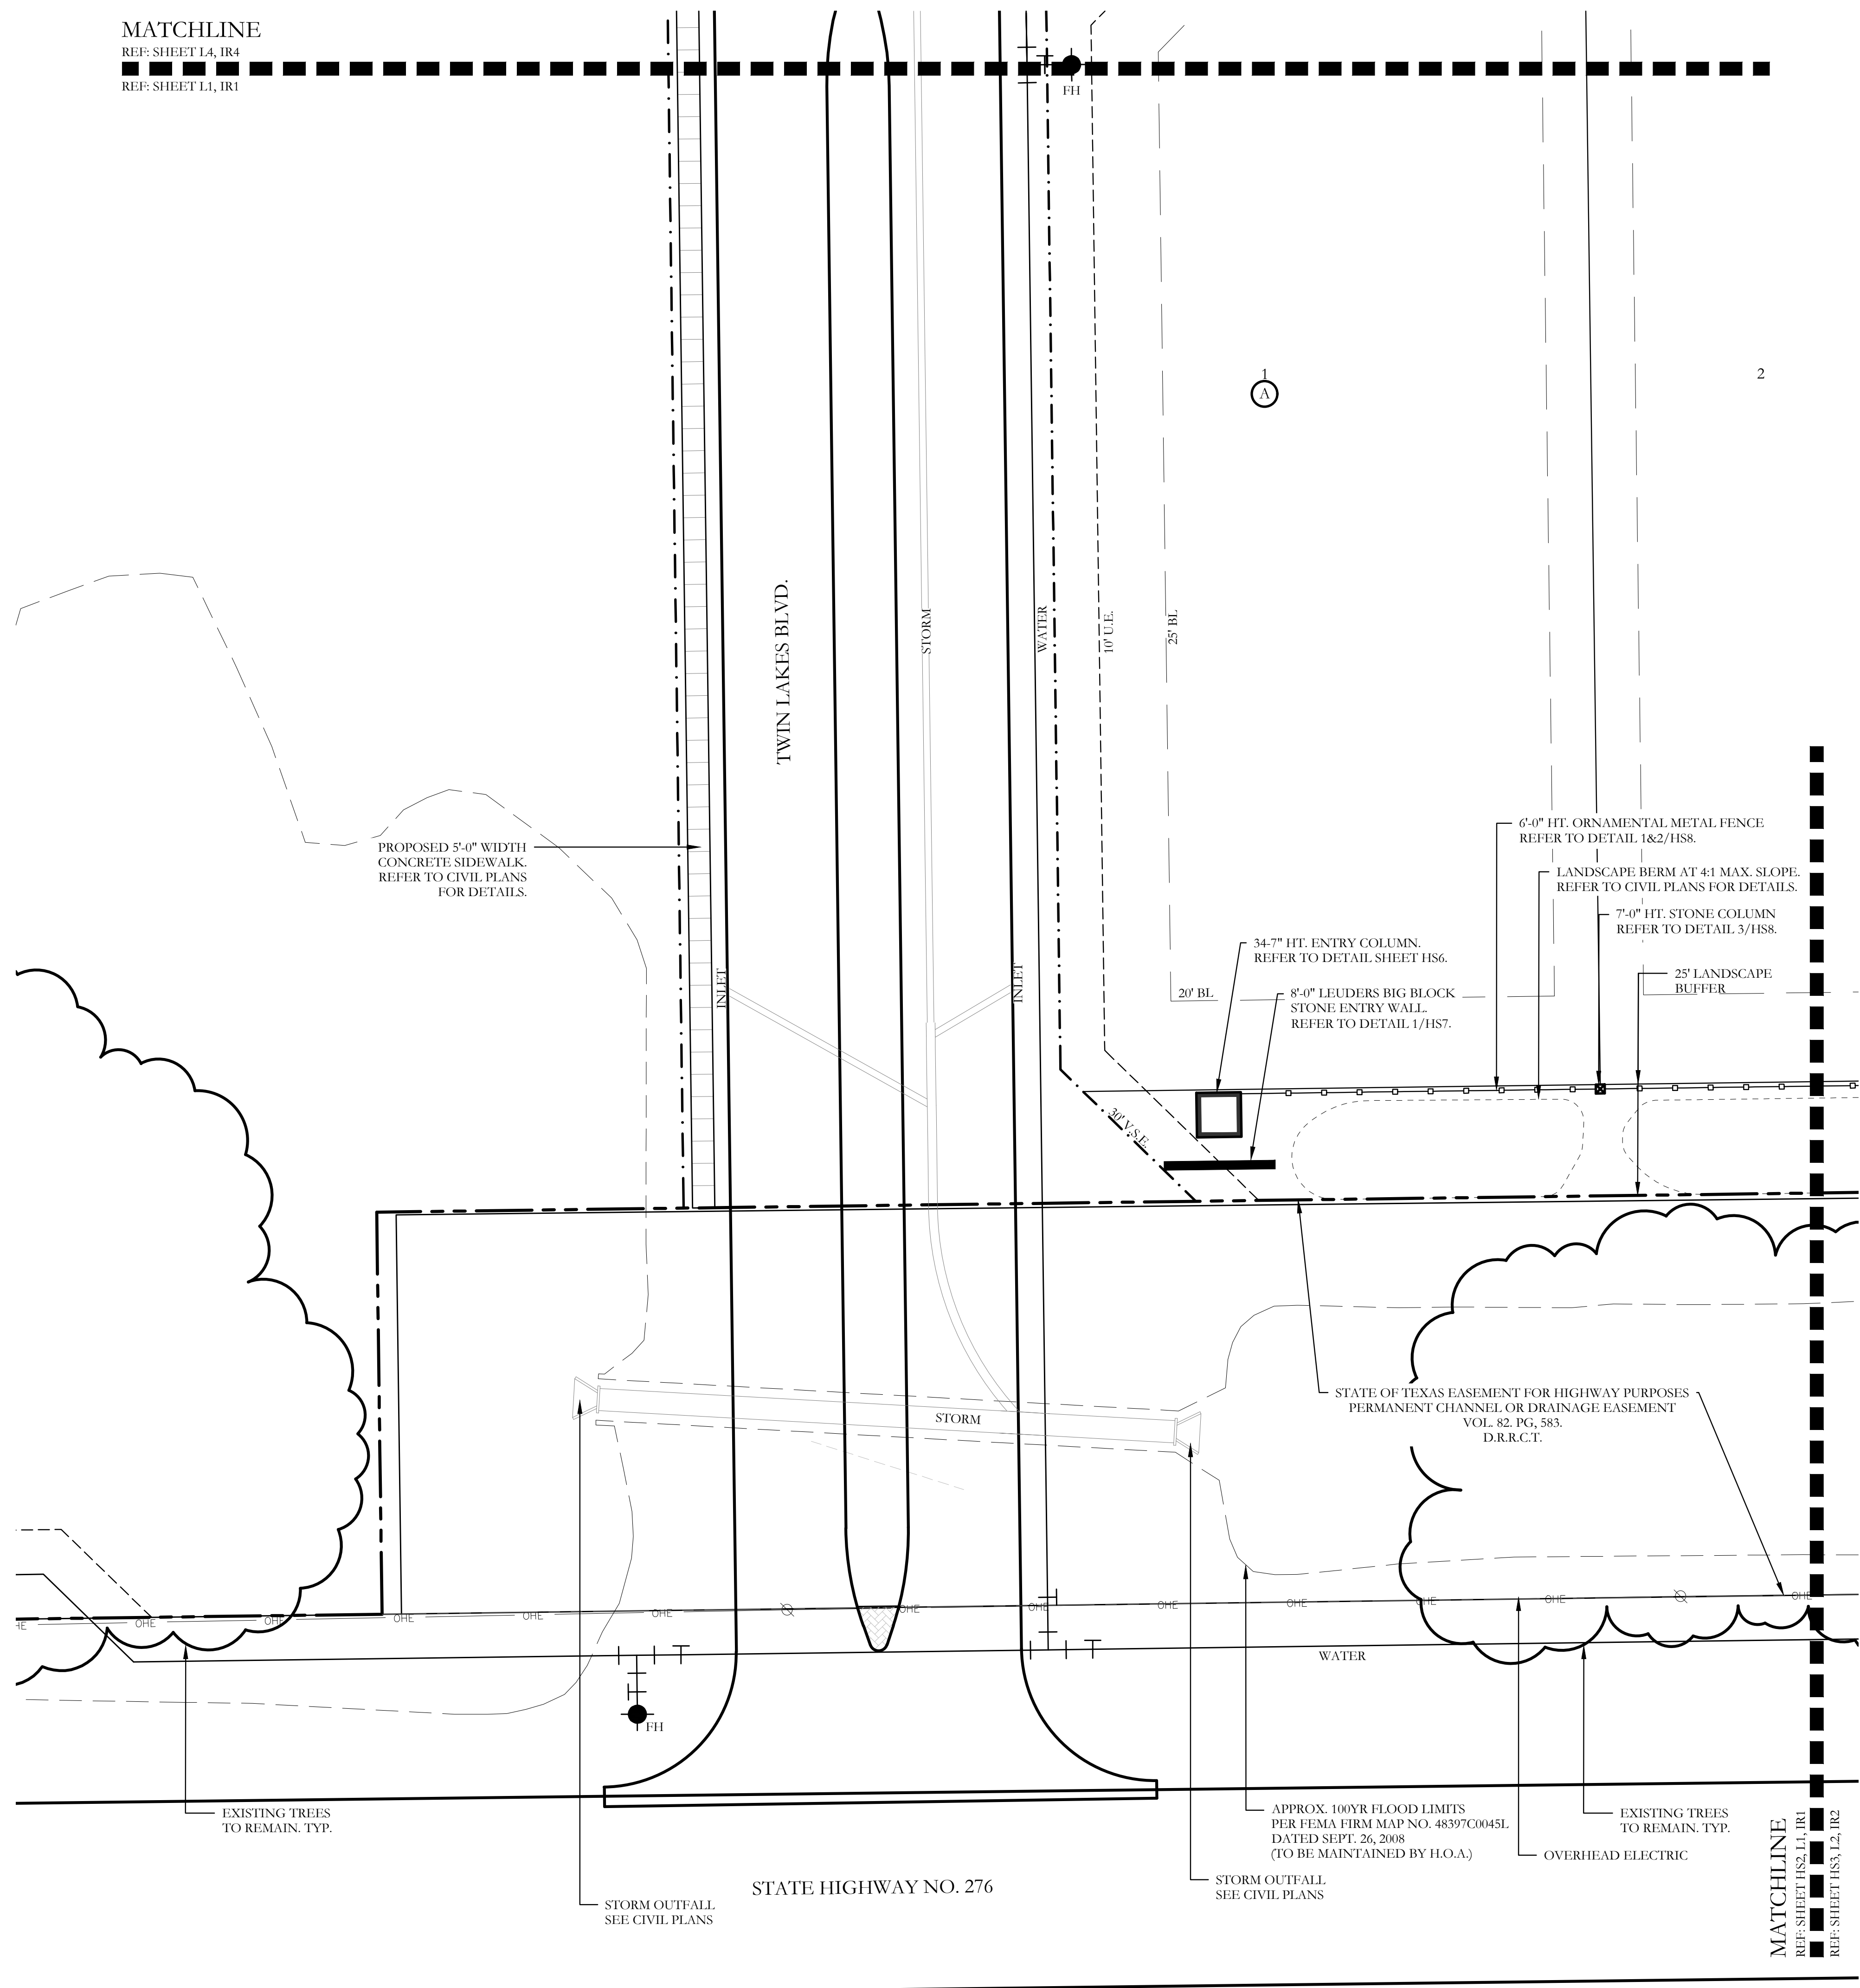 MATCHLINE
REF: SHEET L4, IR4
REF: SHEET L1, IR1
FH
1
A
2
TWIN LAKES BLVD.
STORM
WATER
10' U.E.
25' BL
PROPOSED 5'-0" WIDTH
CONCRETE SIDEWALK.
REFER TO CIVIL PLANS
FOR DETAILS.
6'-0" HT. ORNAMENTAL METAL FENCE
REFER TO DETAIL 1&2/HS8.
LANDSCAPE BERM AT 4:1 MAX. SLOPE.
REFER TO CIVIL PLANS FOR DETAILS.
7'-0" HT. STONE COLUMN
REFER TO DETAIL 3/HS8.
34-7" HT. ENTRY COLUMN.
REFER TO DETAIL SHEET HS6.
25' LANDSCAPE
BUFFER
INLET
INLET
20' BL
8'-0" LEUDERS BIG BLOCK
STONE ENTRY WALL.
REFER TO DETAIL 1/HS7.
30' V.S.E.
STATE OF TEXAS EASEMENT FOR HIGHWAY PURPOSES
PERMANENT CHANNEL OR DRAINAGE EASEMENT
VOL. 82. PG, 583.
D.R.R.C.T.
STORM
HE
OHE
OHE
OHE
OHE
OHE
OHE
OHE
OHE
OHE
OHE
OHE
OHE
WATER
FH
EXISTING TREES
TO REMAIN. TYP.
APPROX. 100YR FLOOD LIMITS
PER FEMA FIRM MAP NO. 48397C0045L
DATED SEPT. 26, 2008
(TO BE MAINTAINED BY H.O.A.)
EXISTING TREES
TO REMAIN. TYP.
OVERHEAD ELECTRIC
STORM OUTFALL
SEE CIVIL PLANS
STATE HIGHWAY NO. 276
STORM OUTFALL
SEE CIVIL PLANS
MATCHLINE
REF: SHEET HS2, L1, IR1
REF: SHEET HS3, L2, IR2